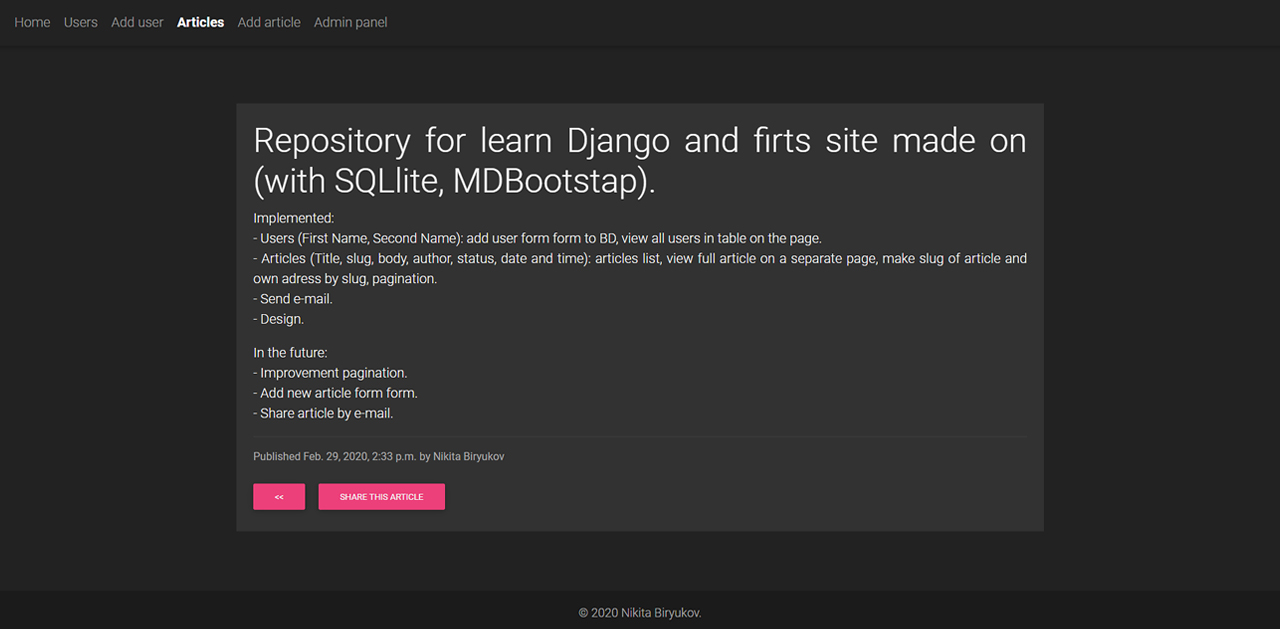 Home Users Add user Articles Add article Admin panel
Repository for learn Django and firts site made on
(with SQLlite, MDBootstap).
Implemented:
- Users (First Name, Second Name): add user form form to BD, view all users in table on the page.
- Articles (Title, slug, body, author, status, date and time): articles list, view full article on a separate page, make slug of article and
own adress by slug, pagination.
- Send e-mail.
- Design.
In the future:
- Improvement pagination.
- Add new article form form.
- Share article by e-mail.
Published Feb. 29, 2020, 2:33 p.m. by Nikita Biryukov
<< SHARE THIS ARTICLE
© 2020 Nikita Biryukov.